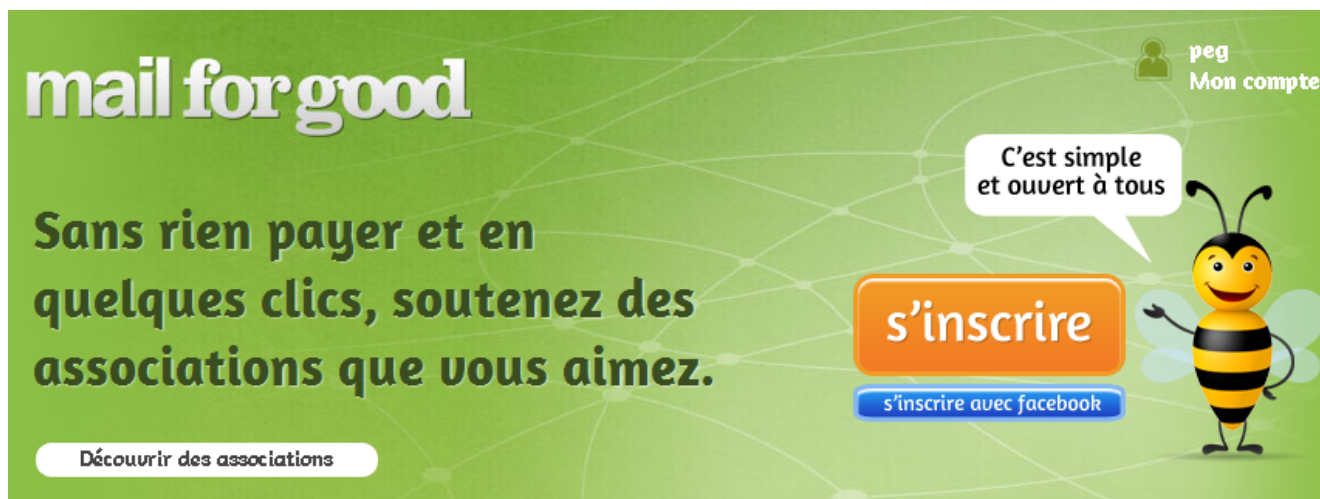 mail for good
peg
Mon compte
C'est simple
et ouvert à tous
Sans rien payer et en
quelques clics, soutenez des
associations que vous aimez.
s'inscrire
s'inscrire avec facebook
Découvrir des associations